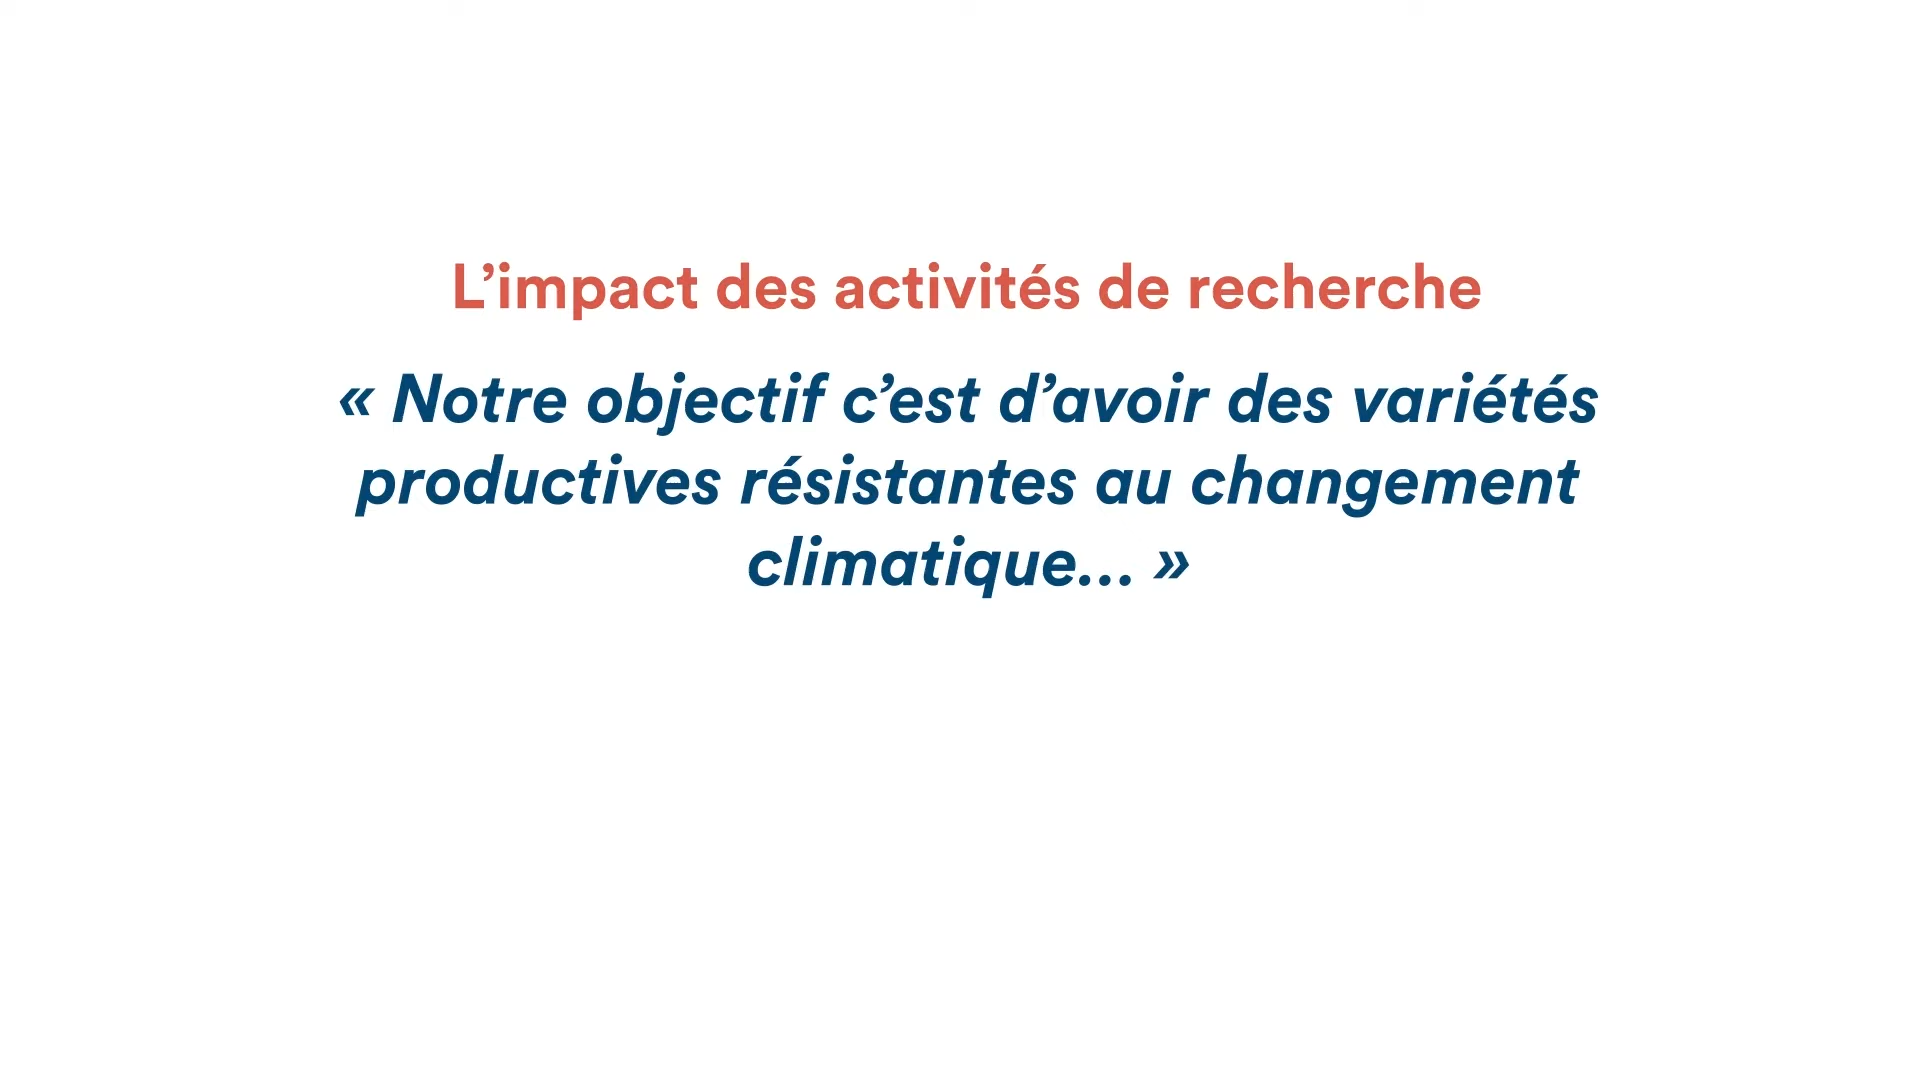 L’impact des activités de recherche
« Notre objectif c’est d’avoir des variétés
productives résistantes au changement
climatique… »